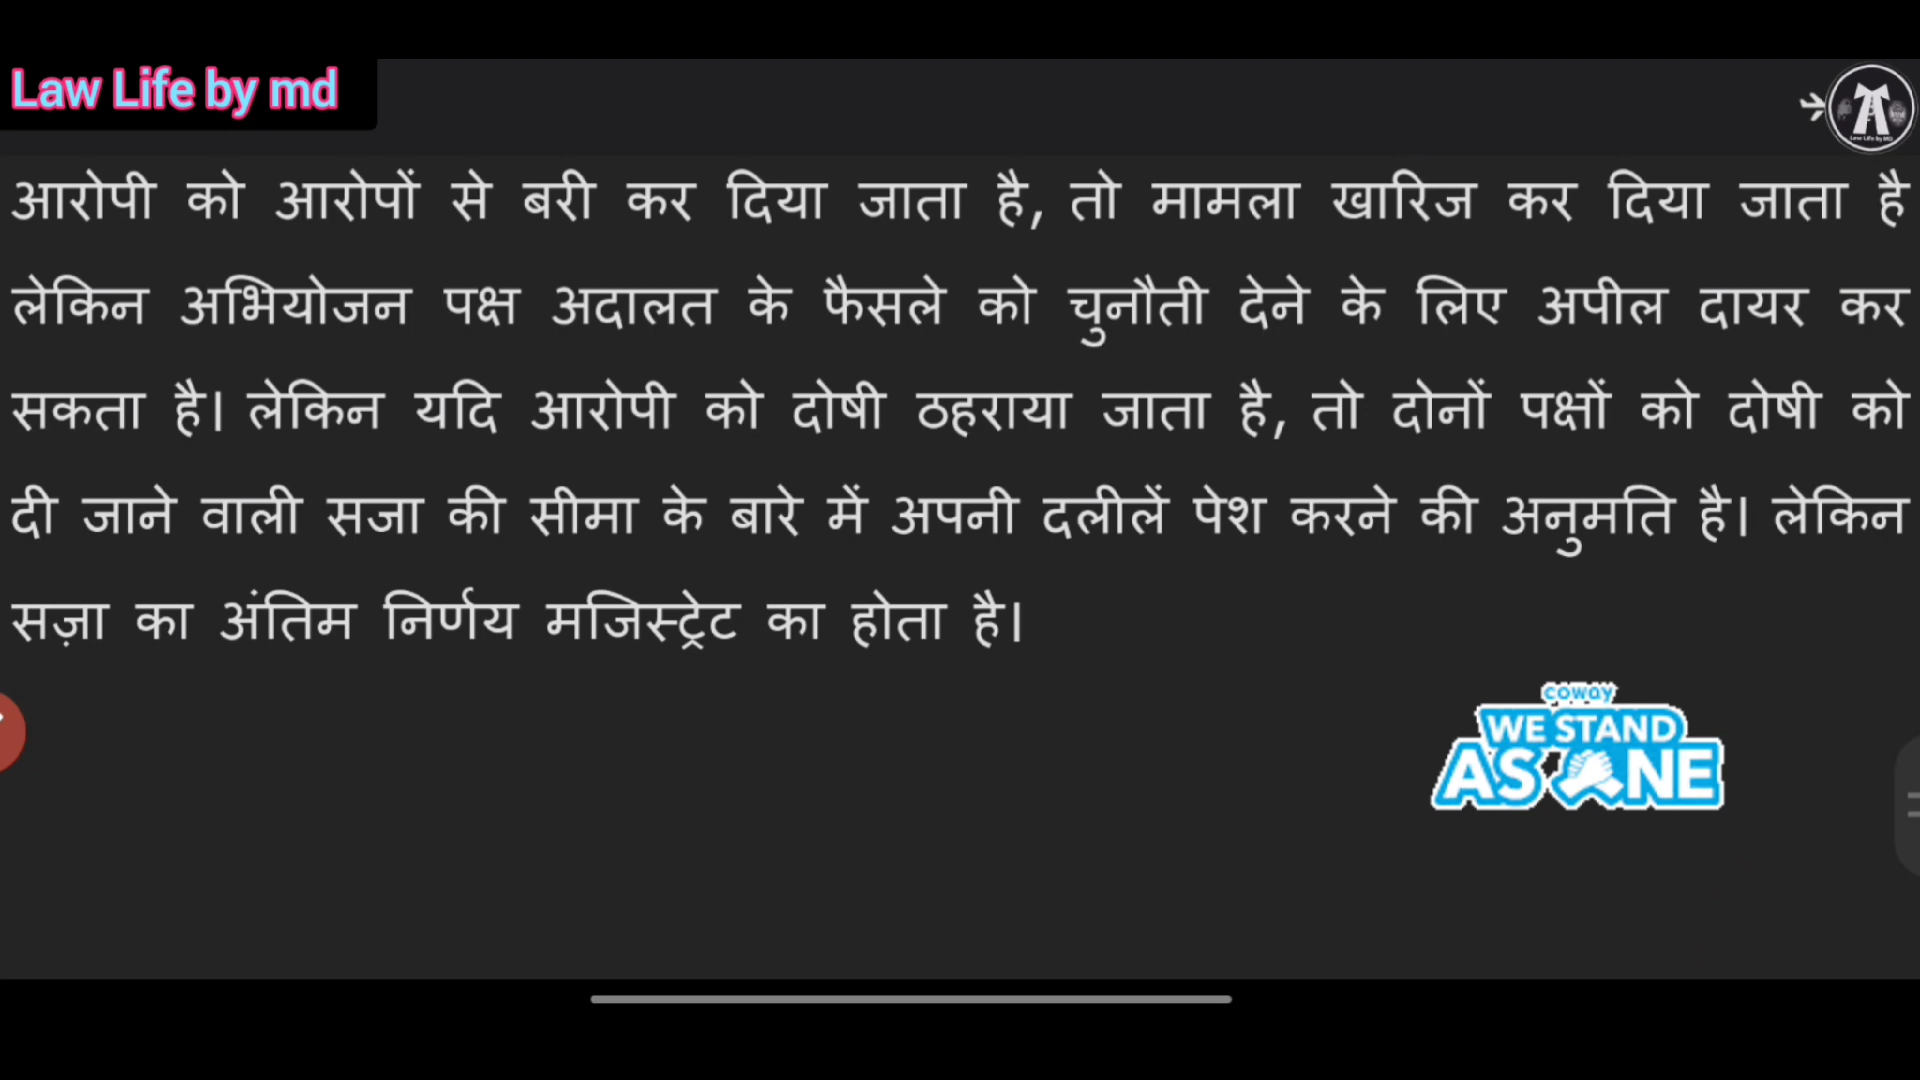 Law Life by md
आरोपी को आरोपों से बरी कर दिया जाता है, तो मामला खारिज कर दिया जाता है
लेकिन अभियोजन पक्ष अदालत के फैसले को चुनौती देने के लिए अपील दायर कर
सकता है। लेकिन यदि आरोपी को दोषी ठहराया जाता है, तो दोनों पक्षों को दोषी को
दी जाने वाली सजा की सीमा के बारे में अपनी दलीलें पेश करने की अनुमति है। लेकिन
सज़ा का अंतिम निर्णय मजिस्ट्रेट का होता है।
coway
WE STAND
AS ONE